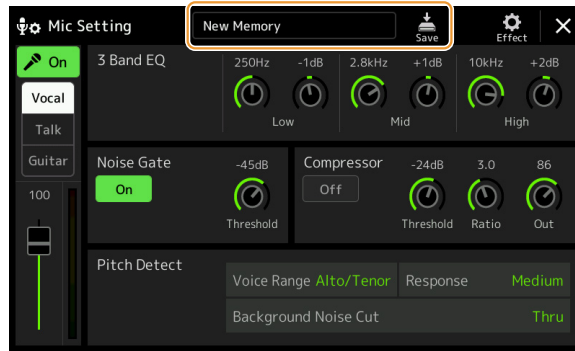 Mic Setting
New Memory
Save
Effect
On
Vocal
Talk
Guitar
100
3 Band EQ
250Hz -1dB 2.8kHz +1dB 10kHz +2dB
Low Mid High
Noise Gate
On
-45dB
Threshold
Compressor
Off
-24dB 3.0 86
Threshold Ratio Out
Pitch Detect
Voice Range Alto/Tenor Response Medium
Background Noise Cut Thru